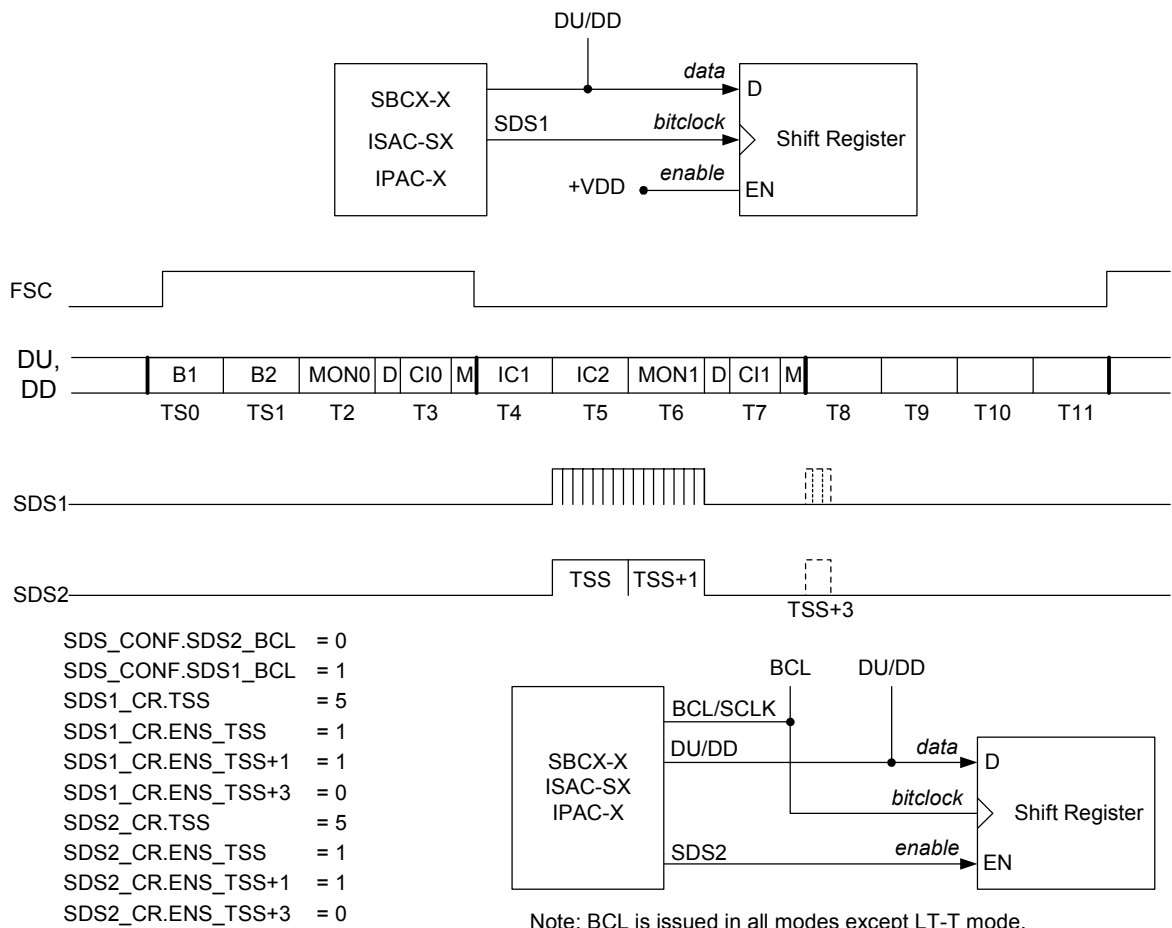 DU/DD
SBCX-X
ISAC-SX
IPAC-X
SDS1
data
D
bitclock
Shift Register
enable
+VDD
EN
FSC
DU,
DD
B1 B2 MON0 D CI0 M IC1 IC2 MON1 D CI1 M
TS0 TS1 T2 T3 T4 T5 T6 T7 T8 T9 T10 T11
SDS1
SDS2
TSS TSS+1
TSS+3
SDS_CONF.SDS2_BCL = 0
SDS_CONF.SDS1_BCL = 1
SDS1_CR.TSS = 5
SDS1_CR.ENS_TSS = 1
SDS1_CR.ENS_TSS+1 = 1
SDS1_CR.ENS_TSS+3 = 0
SDS2_CR.TSS = 5
SDS2_CR.ENS_TSS = 1
SDS2_CR.ENS_TSS+1 = 1
SDS2_CR.ENS_TSS+3 = 0
BCL DU/DD
BCL/SCLK
DU/DD
SBCX-X
ISAC-SX
IPAC-X
SDS2
data
D
bitclock
Shift Register
enable
EN
Note: BCL is issued in all modes except LT-T mode.